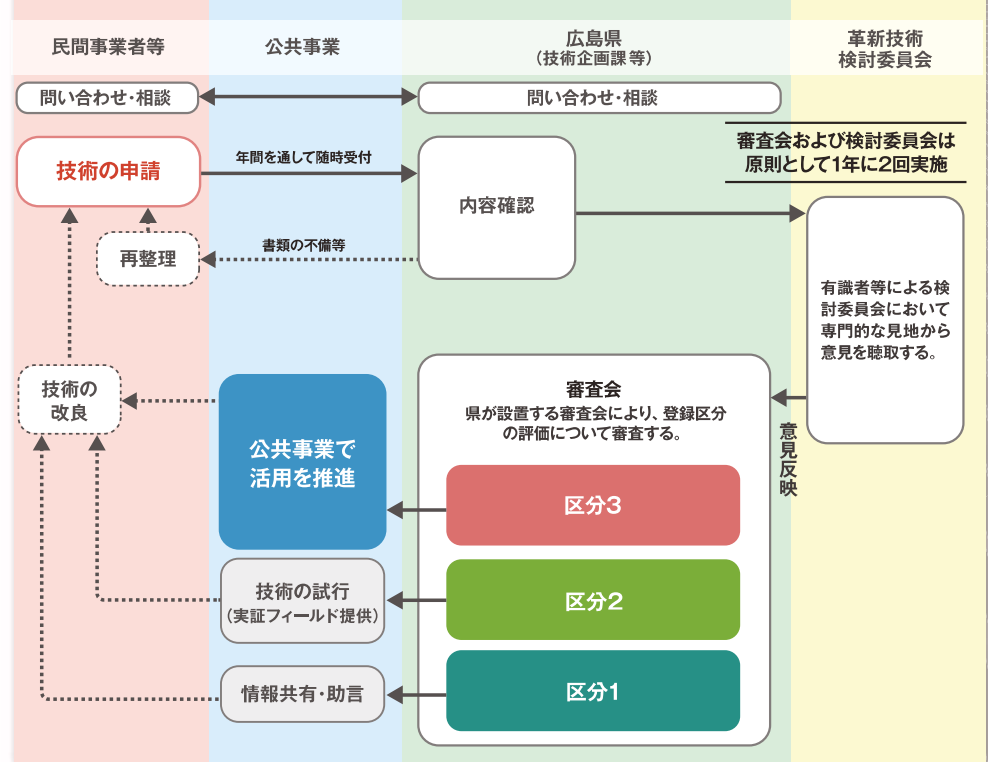 民間事業者等
公共事業
広島県
（技術企画課等）
革新技術
検討委員会
問い合わせ・相談
問い合わせ・相談
技術の申請
年間を通して随時受付
内容確認
審査会および検討委員会は
原則として1年に2回実施
再整理
書類の不備等
有識者等による検
討委員会において
専門的な見地から
意見を聴取する。
技術の
改良
公共事業で
活用を推進
審査会
県が設置する審査会により、登録区分
の評価について審査する。
意見反映
区分3
技術の試行
（実証フィールド提供）
区分2
情報共有・助言
区分1